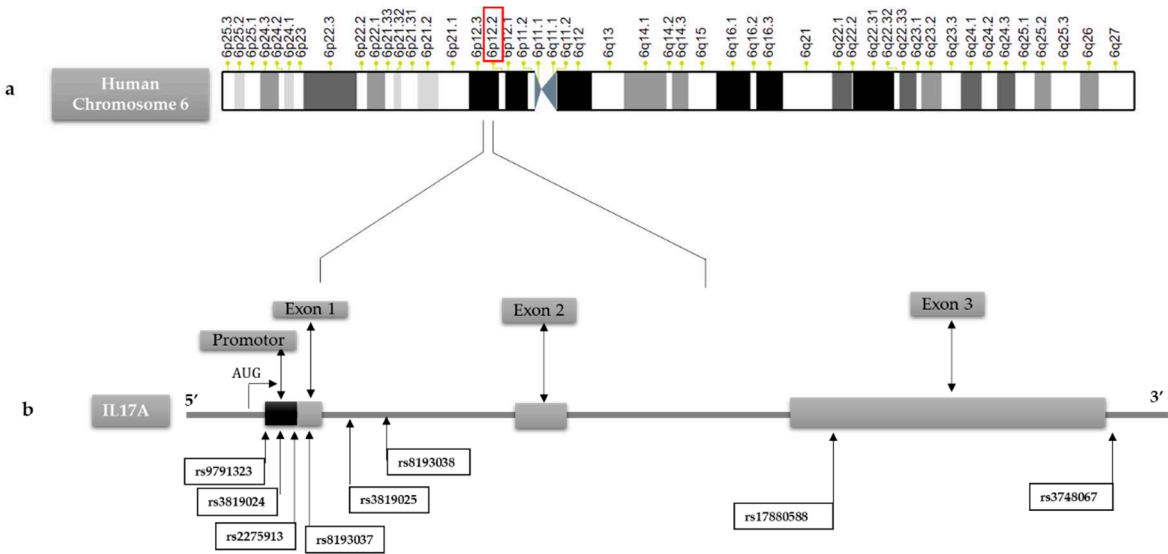 6p25.3
6p25.2
6p25.1
6p24.3
6p24.2
6p24.1
6p23
6p22.3
6p22.2
6p22.1
6p21.33
6p21.32
6p21.31
6p21.2
6p21.1
6p12.3
6p12.2
6p12.1
6p11.2
6p11.1
6q11.1
6q11.2
6q12
6q13
6q14.1
6q14.2
6q14.3
6q15
6q16.1
6q16.2
6q16.3
6q21
6q22.1
6q22.2
6q22.31
6q22.32
6q22.33
6q23.1
6q23.2
6q23.3
6q24.1
6q24.2
6q24.3
6q25.1
6q25.2
6q25.3
6q26
6q27
a
Human
Chromosome 6
Exon 1
Exon 2
Exon 3
Promotor
AUG
b
IL17A
5’
3’
rs9791323
rs3819024
rs2275913
rs8193037
rs3819025
rs8193038
rs17880588
rs3748067